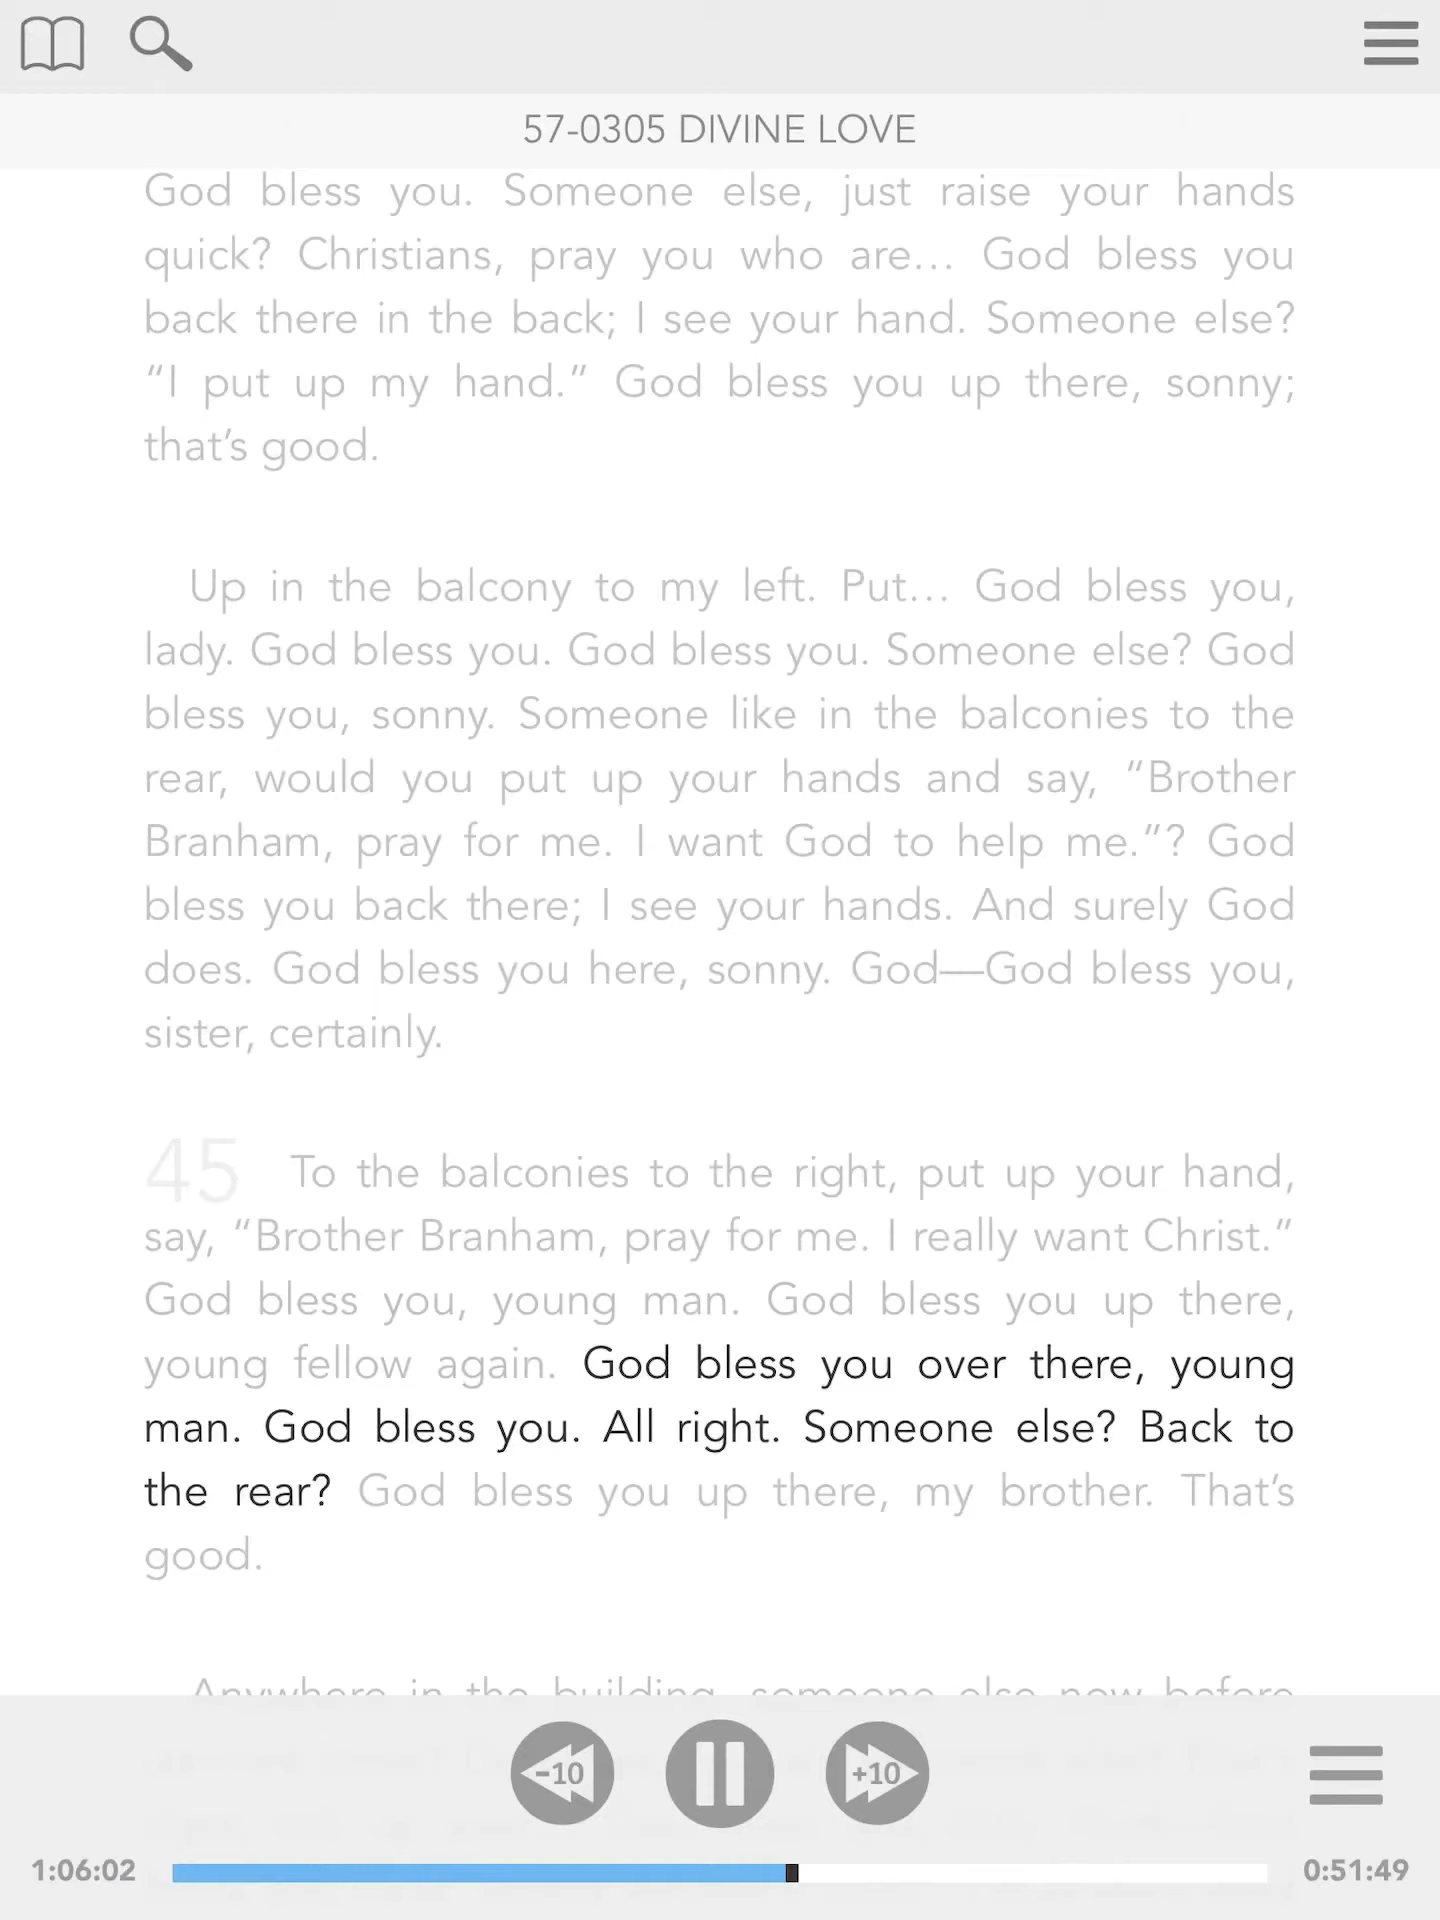 57-0305 DIVINE LOVE
God bless you. Someone else, just raise your hands
quick? Christians, pray you who are… God bless you
back there in the back; I see your hand. Someone else?
“I put up my hand.” God bless you up there, sonny;
that’s good.
Up in the balcony to my left. Put… God bless you,
lady. God bless you. God bless you. Someone else? God
bless you, sonny. Someone like in the balconies to the
rear, would you put up your hands and say, “Brother
Branham, pray for me. I want God to help me.”? God
bless you back there; I see your hands. And surely God
does. God bless you here, sonny. God—God bless you,
sister, certainly.
45 To the balconies to the right, put up your hand,
say, “Brother Branham, pray for me. I really want Christ.”
God bless you, young man. God bless you up there,
young fellow again. God bless you over there, young
man. God bless you. All right. Someone else? Back to
the rear? God bless you up there, my brother. That’s
good.
Anywhere in the building, someone else now before
-10 +10
1:06:02 0:51:49